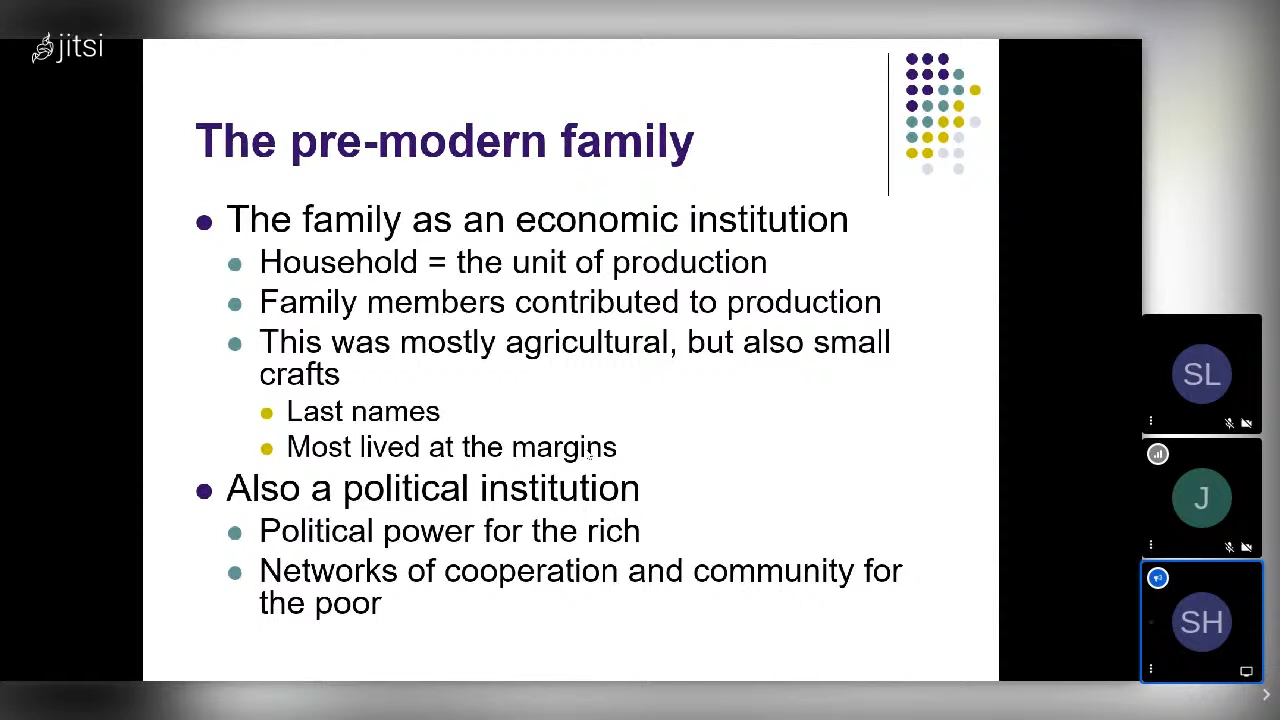 jitsi
The pre-modern family
The family as an economic institution
Household = the unit of production
Family members contributed to production
This was mostly agricultural, but also small
crafts
Last names
Most lived at the margins
Also a political institution
Political power for the rich
Networks of cooperation and community for
the poor
SL
J
SH